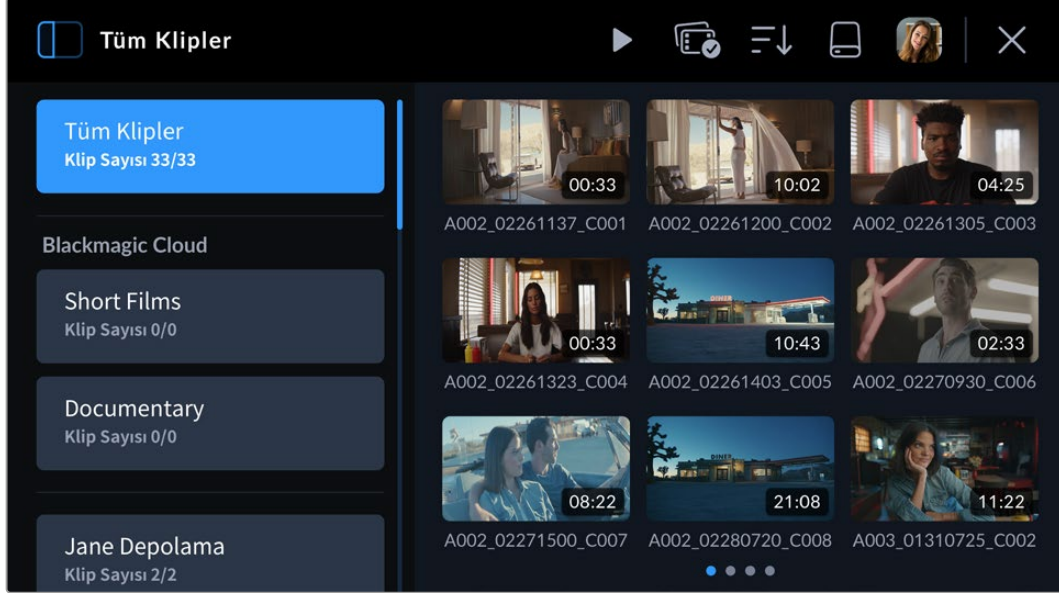 Tüm Klipler
Tüm Klipler
Klip Sayısı 33/33
Blackmagic Cloud
Short Films
Klip Sayısı 0/0
Documentary
Klip Sayısı 0/0
Jane Depolama
Klip Sayısı 2/2
00:33
10:02
04:25
A002_02261137_C001
A002_02261200_C002
A002_02261305_C003
DINER
00:33
10:43
02:33
A002_02261323_C004
A002_02261403_C005
A002_02270930_C006
DINER
08:22
21:08
11:22
A002_02271500_C007
A002_02280720_C008
A003_01310725_C002